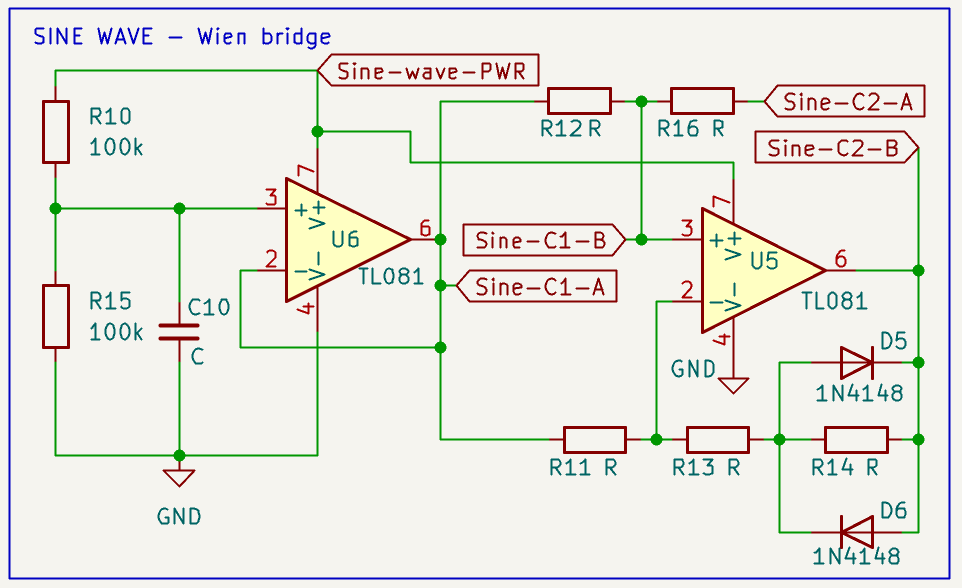 SINE WAVE - Wien bridge
Sine-wave-PWR
R10
100k
R12 R
R16 R
Sine-C2-A
Sine-C2-B
7
3
+
V+
U6
6
2
-
V-
TL081
4
Sine-C1-B
Sine-C1-A
7
3
+
V+
U5
6
2
-
V-
TL081
4
GND
R15
100k
C10
C
D5
1N4148
R11 R
R13 R
R14 R
D6
1N4148
GND